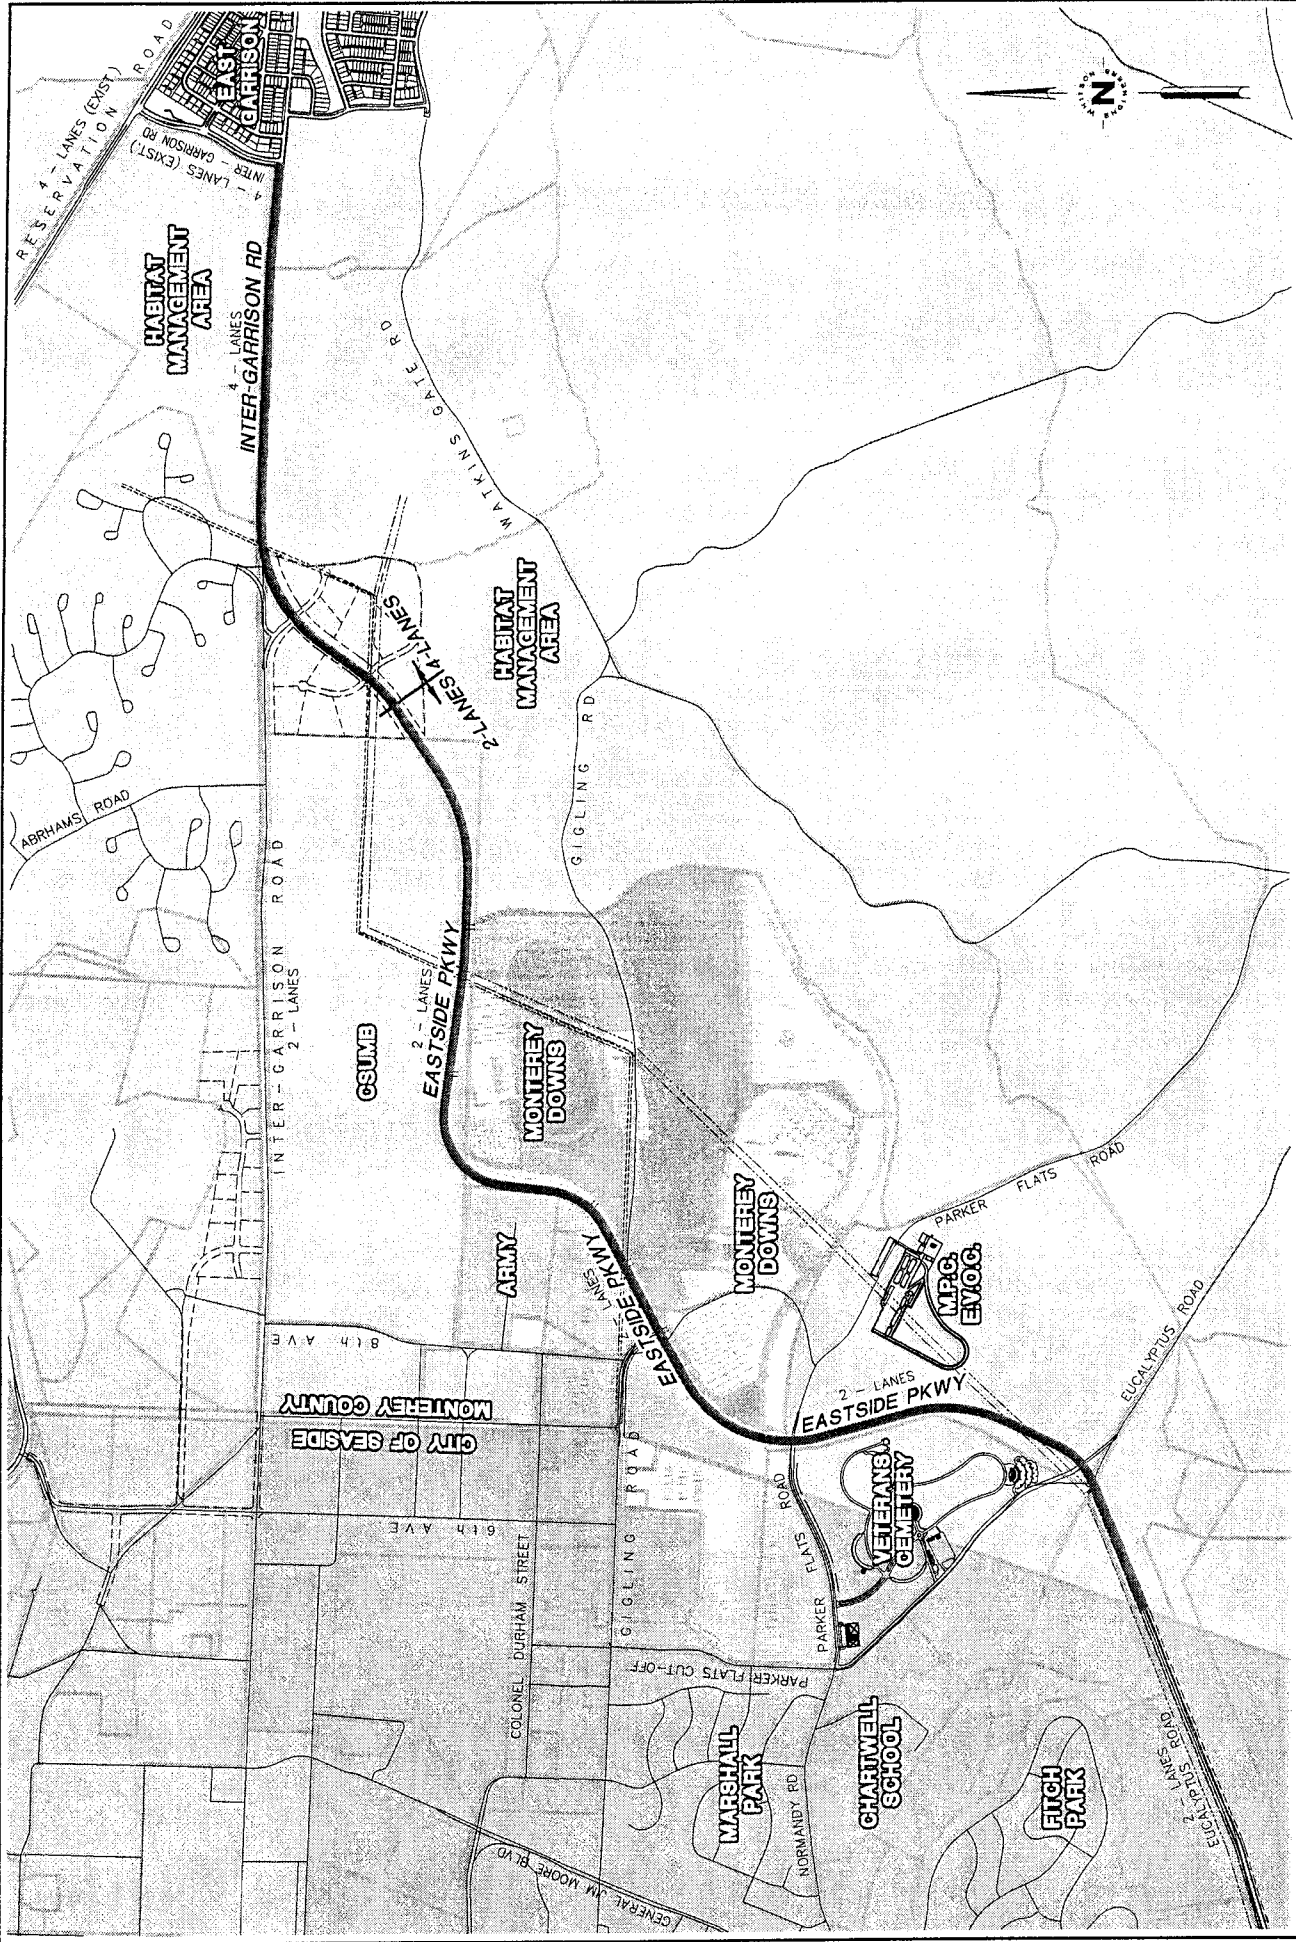 RESERVATION ROAD
4 - LANES (EXIST.)
EAST
GARRISON
4 - LANES (EXIST.)
INTER - GARRISON RD
HABITAT
MANAGEMENT
AREA
4 - LANES
INTER-GARRISON RD
WATKINS GATE RD
N
WHITSON
ENGINEERS
2-LANES|4-LANES
HABITAT
MANAGEMENT
AREA
GIGLING RD
ABRHAMS ROAD
INTER-GARRISON ROAD
2 - LANES
CSUMB
2 - LANES
EASTSIDE PKWY
MONTEREY
DOWNS
ARMY
2 - LANES
EASTSIDE PKWY
MONTEREY
DOWNS
PARKER FLATS ROAD
M.P.C.
E.V.O.C.
EUCALYPTUS ROAD
8th AVE
MONTEREY COUNTY
CITY OF SEASIDE
2 - LANES
EASTSIDE PKWY
6th AVE
COLONEL DURHAM STREET
GIGLING ROAD
PARKER FLATS ROAD
VETERANS
CEMETERY
PARKER FLATS CUT-OFF
GENERAL JIM MOORE BLVD
MARSHALL
PARK
NORMANDY RD
CHARTWELL
SCHOOL
FITCH
PARK
2 - LANES
EUCALYPTUS ROAD